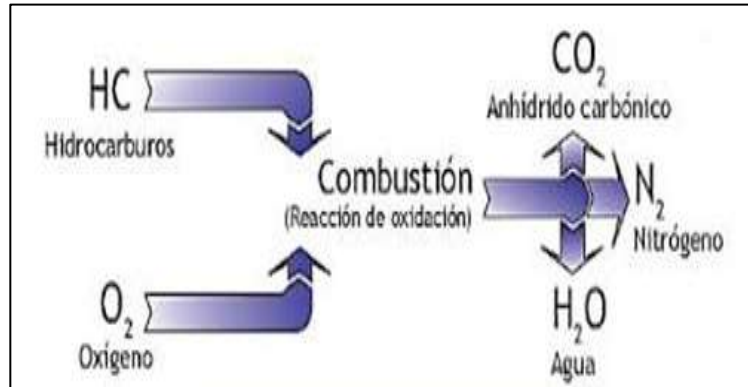 HC
Hidrocarburos
O₂
Oxígeno
Combustión
(Reacción de oxidación)
CO₂
Anhídrido carbónico
N₂
Nitrógeno
H₂O
Agua